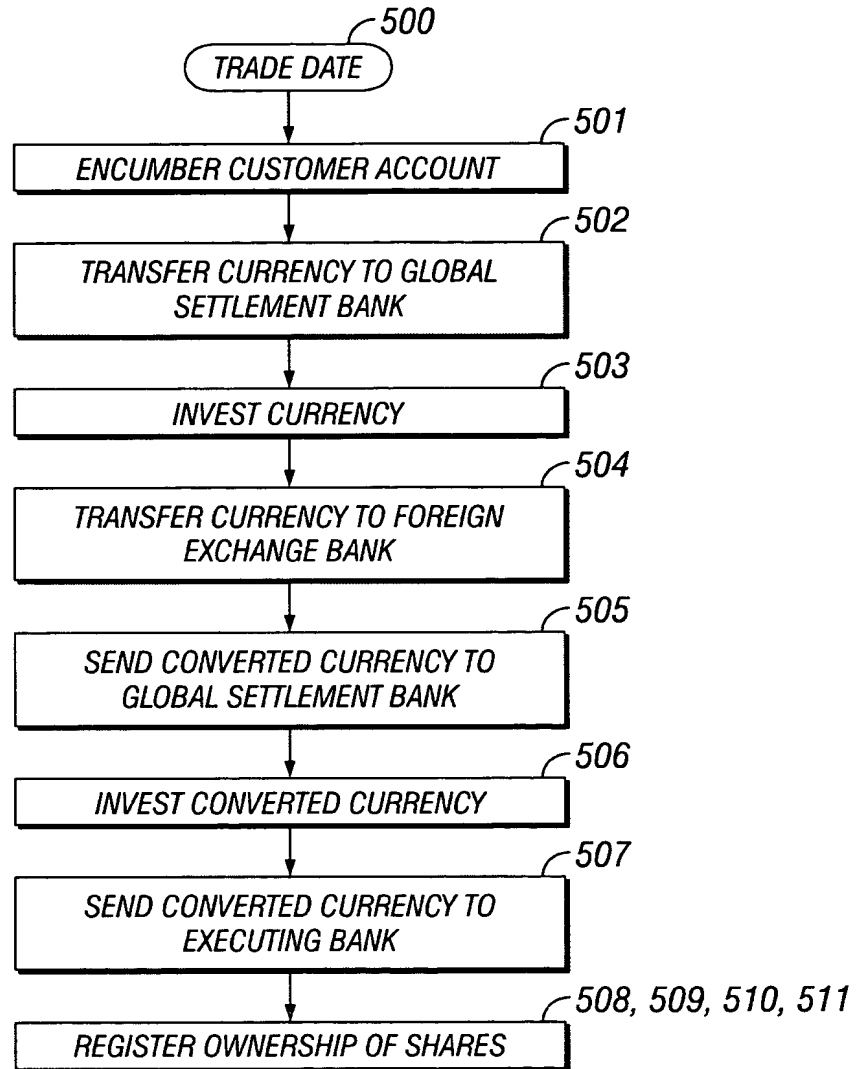 500
TRADE DATE
501
ENCUMBER CUSTOMER ACCOUNT
502
TRANSFER CURRENCY TO GLOBAL
SETTLEMENT BANK
503
INVEST CURRENCY
504
TRANSFER CURRENCY TO FOREIGN
EXCHANGE BANK
505
SEND CONVERTED CURRENCY TO
GLOBAL SETTLEMENT BANK
506
INVEST CONVERTED CURRENCY
507
SEND CONVERTED CURRENCY TO
EXECUTING BANK
508, 509, 510, 511
REGISTER OWNERSHIP OF SHARES